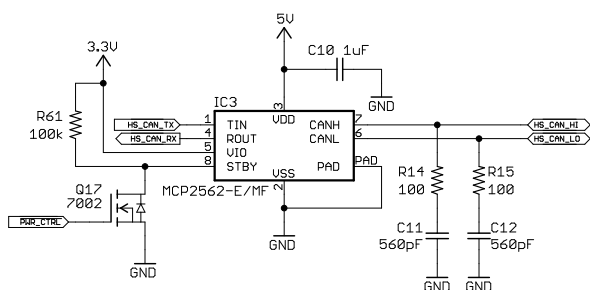 5V
3.3V
C10 1uF
GND
IC3
R61
100k
HS_CAN_TX
HS_CAN_RX
1
4
5
8
TIN
ROUT
VIO
STBY
3
VDD
VSS
2
CANH
CANL
PAD
7
6
PAD
HS_CAN_HI
HS_CAN_LO
MCP2562-E/MF
Q17
7002
PWR_CTRL
GND
GND
R14
100
R15
100
C11
560pF
C12
560pF
GND
GND